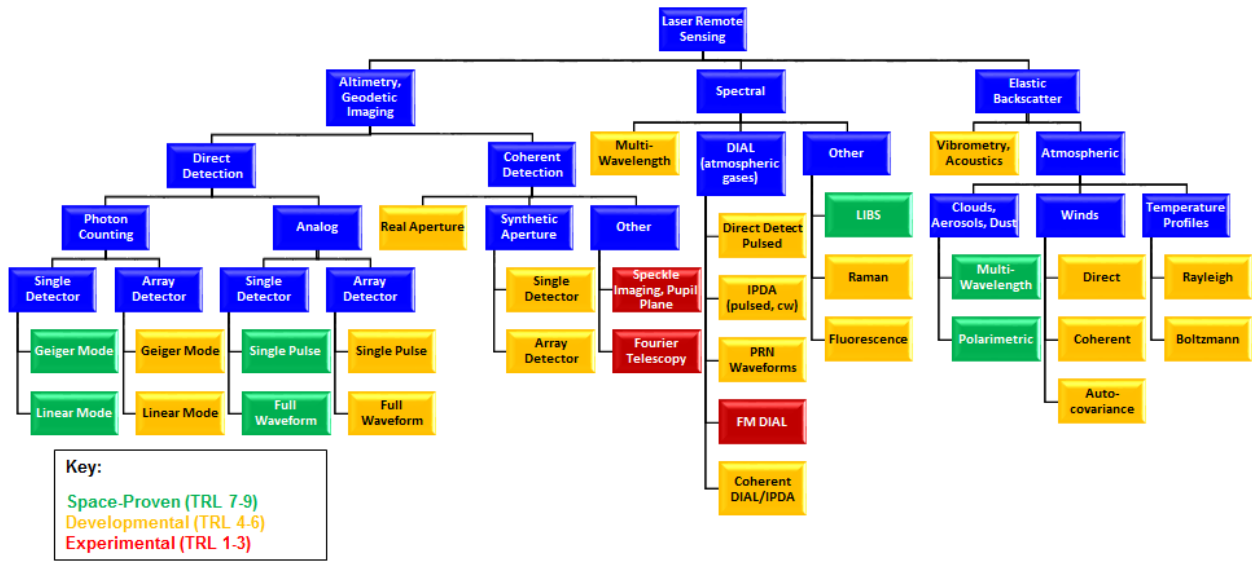 Laser Remote
Sensing
Altimetry,
Geodetic
Imaging
Spectral
Elastic
Backscatter
Direct
Detection
Coherent
Detection
Multi-
Wavelength
DIAL
(atmospheric
gases)
Other
Vibrometry,
Acoustics
Atmospheric
Photon
Counting
Analog
Real Aperture
Synthetic
Aperture
Other
Direct Detect
Pulsed
LIBS
Clouds,
Aerosols, Dust
Winds
Temperature
Profiles
Single
Detector
Array
Detector
Single
Detector
Array
Detector
Single
Detector
Speckle
Imaging, Pupil
Plane
IPDA
(pulsed, cw)
Raman
Multi-
Wavelength
Direct
Rayleigh
Geiger Mode
Geiger Mode
Single Pulse
Single Pulse
Array
Detector
Fourier
Telescopy
PRN
Waveforms
Fluorescence
Polarimetric
Coherent
Boltzmann
Linear Mode
Linear Mode
Full
Waveform
Full
Waveform
FM DIAL
Auto-
covariance
Coherent
DIAL/IPDA
Key:
Space-Proven (TRL 7-9)
Developmental (TRL 4-6)
Experimental (TRL 1-3)